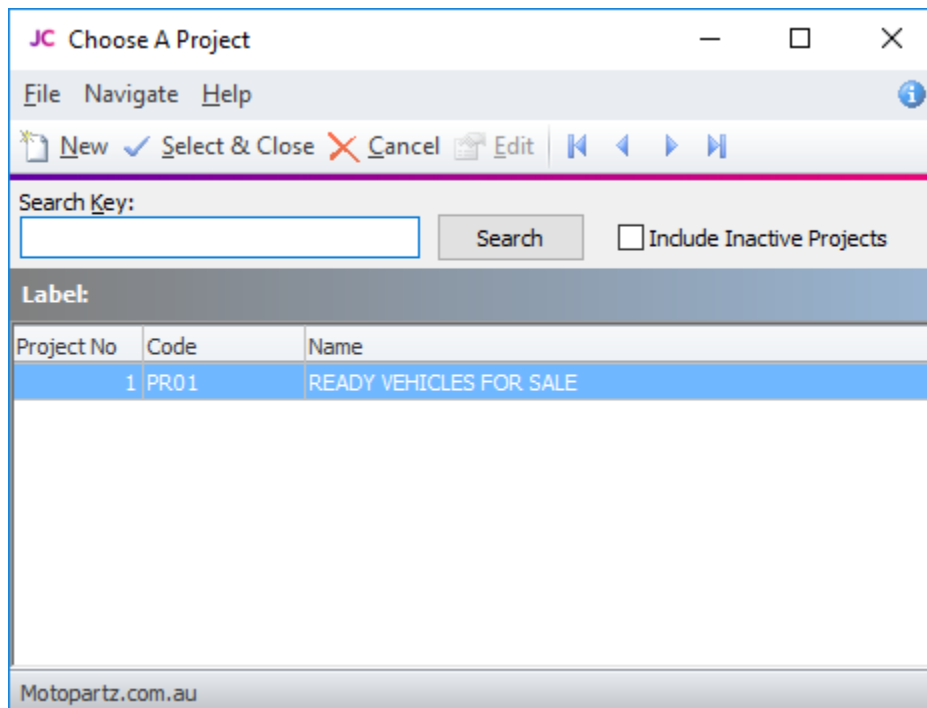 JC Choose A Project
File Navigate Help
New Select & Close Cancel Edit
Search Key:
Search Include Inactive Projects
Label:
Project No Code Name
1 PR01 READY VEHICLES FOR SALE
Motopartz.com.au